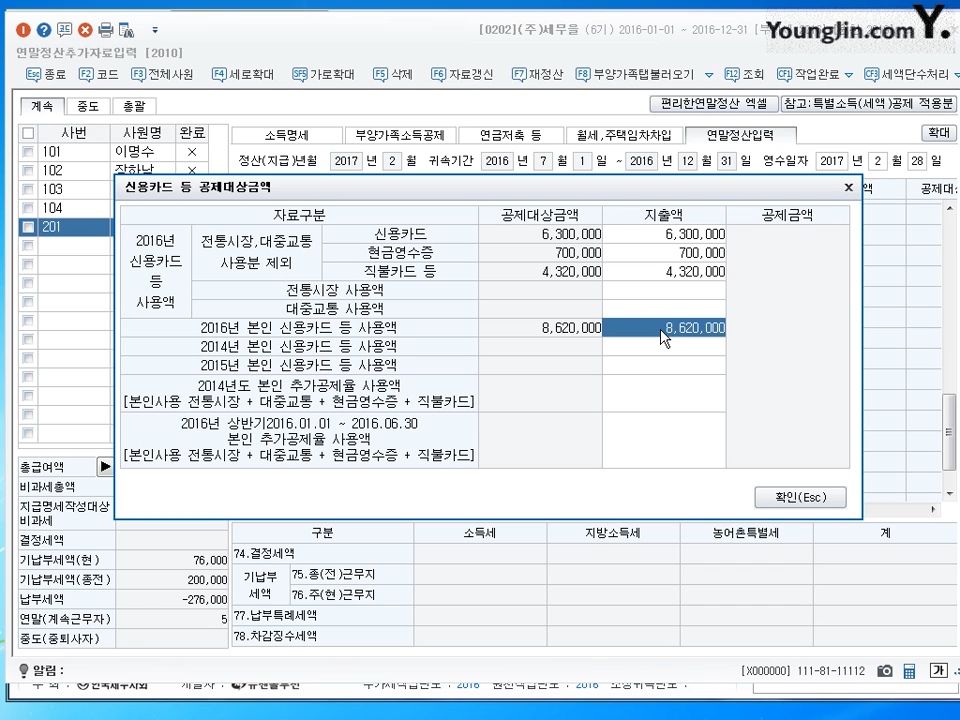 [0202](주)세무을 (6기) 2016-01-01 ~ 2016-12-31
Younglin.com Y.
연말정산추가자료입력 [2010]
Esc 종료 F2 코드 F3 전체사원 F4 세로확대 SF5 가로확대 F5 삭제 F6 자료갱신 F7 재정산 F8 부양가족탭불러오기 F12 조회 CF1 작업완료 CF3 세액단수처리
계속 중도 총괄 편리한연말정산 엑셀 참고:특별소득(세액)공제 적용분
사번 사원명 완료 소득명세 부양가족소득공제 연금저축 등 월세,주택임차차입 연말정산입력 확대
101 이명수 ×
정산(지급)년월 2017 년 2 월 귀속기간 2016 년 7 월 1 일 ~ 2016 년 12 월 31 일 영수일자 2017 년 2 월 28 일
102 장하남 ×
103
104
201
신용카드 등 공제대상금액 ×
자료구분 공제대상금액 지출액 공제금액
2016년 신용카드 등 사용액
전통시장,대중교통 사용분 제외
신용카드 6,300,000 6,300,000
현금영수증 700,000 700,000
직불카드 등 4,320,000 4,320,000
전통시장 사용액
대중교통 사용액
2016년 본인 신용카드 등 사용액 8,620,000 8,620,000
2014년 본인 신용카드 등 사용액
2015년 본인 신용카드 등 사용액
2014년도 본인 추가공제율 사용액
[본인사용 전통시장 + 대중교통 + 현금영수증 + 직불카드]
2016년 상반기2016.01.01 ~ 2016.06.30
본인 추가공제율 사용액
[본인사용 전통시장 + 대중교통 + 현금영수증 + 직불카드]
확인(Esc)
총급여액
비과세총액
지급명세작성대상
비과세
결정세액
기납부세액(현) 76,000
기납부세액(종전) 200,000
납부세액 -276,000
연말(계속근무자) 5
중도(중퇴사자)
구분 소득세 지방소득세 농어촌특별세 계
74.결정세액
기납부 세액
75.종(전)근무지
76.주(현)근무지
77.납부특례세액
78.차감징수세액
알림 : [X000000] 111-81-11112 가